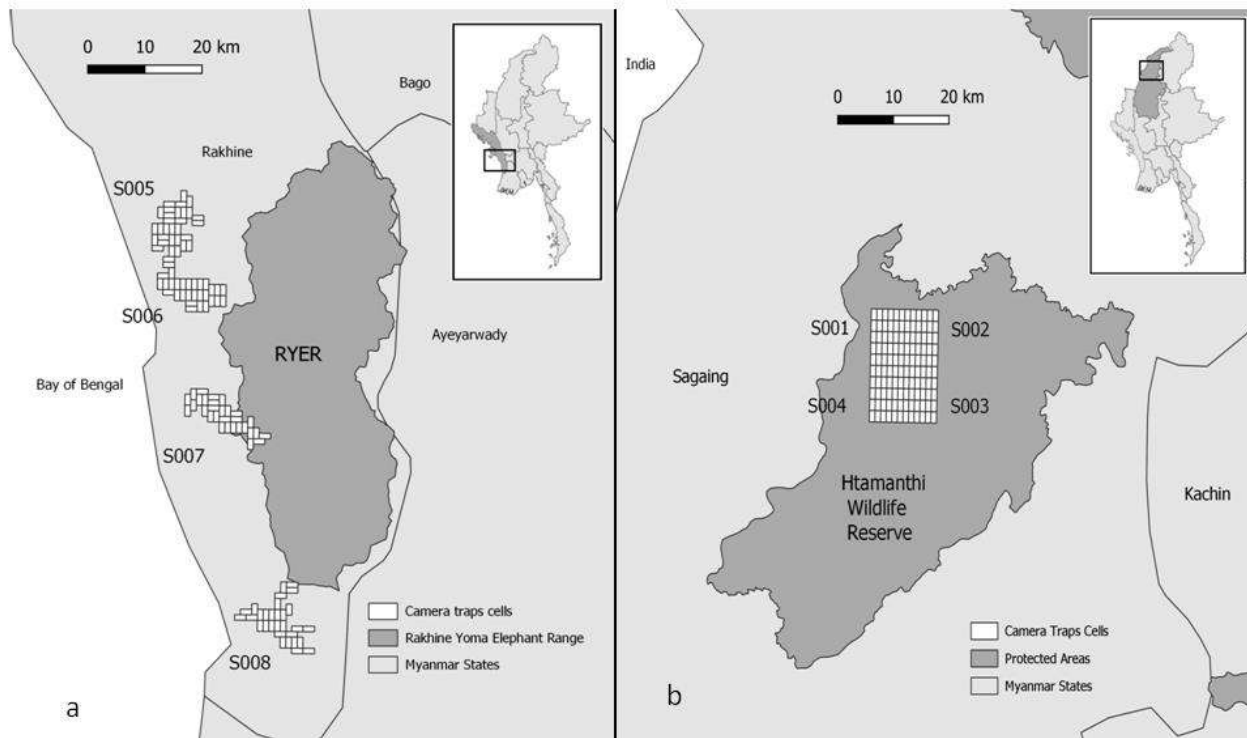 0 10 20 km
Bago
Rakhine
S005
S006
RYER
Ayeyarwady
Bay of Bengal
S007
S008
Camera traps cells
Rakhine Yoma Elephant Range
Myanmar States
a
India
0 10 20 km
S001
S002
Sagaing
S004
S003
Htamanthi
Wildlife
Reserve
Kachin
Camera Traps Cells
Protected Areas
Myanmar States
b